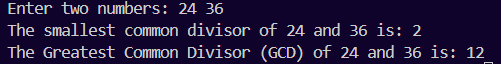 Enter two numbers: 24 36
The smallest common divisor of 24 and 36 is: 2
The Greatest Common Divisor (GCD) of 24 and 36 is: 12